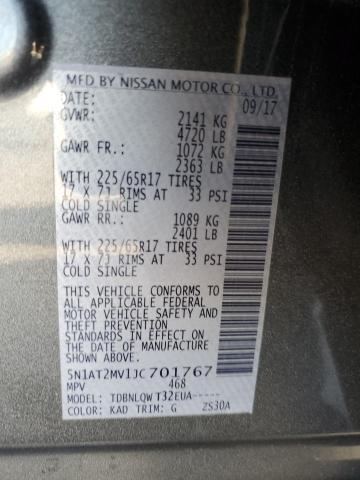 MFD BY NISSAN MOTOR CO., LTD.
DATE: 09/17
GVWR: 2141 KG
4720 LB
GAWR FR.: 1072 KG
2363 LB
WITH 225/65R17 TIRES
17 X 7J RIMS AT 33 PSI
COLD SINGLE
GAWR RR.: 1089 KG
2401 LB
WITH 225/65R17 TIRES
17 X 7J RIMS AT 33 PSI
COLD SINGLE
THIS VEHICLE CONFORMS TO
ALL APPLICABLE FEDERAL
MOTOR VEHICLE SAFETY AND
THEFT PREVENTION
STANDARDS IN EFFECT ON
THE DATE OF MANUFACTURE
SHOWN ABOVE.
5N1AT2MV1JC701767
MPV 468
MODEL: TDBNLQWT32EUA-----
COLOR: KAD TRIM: G ZS30A